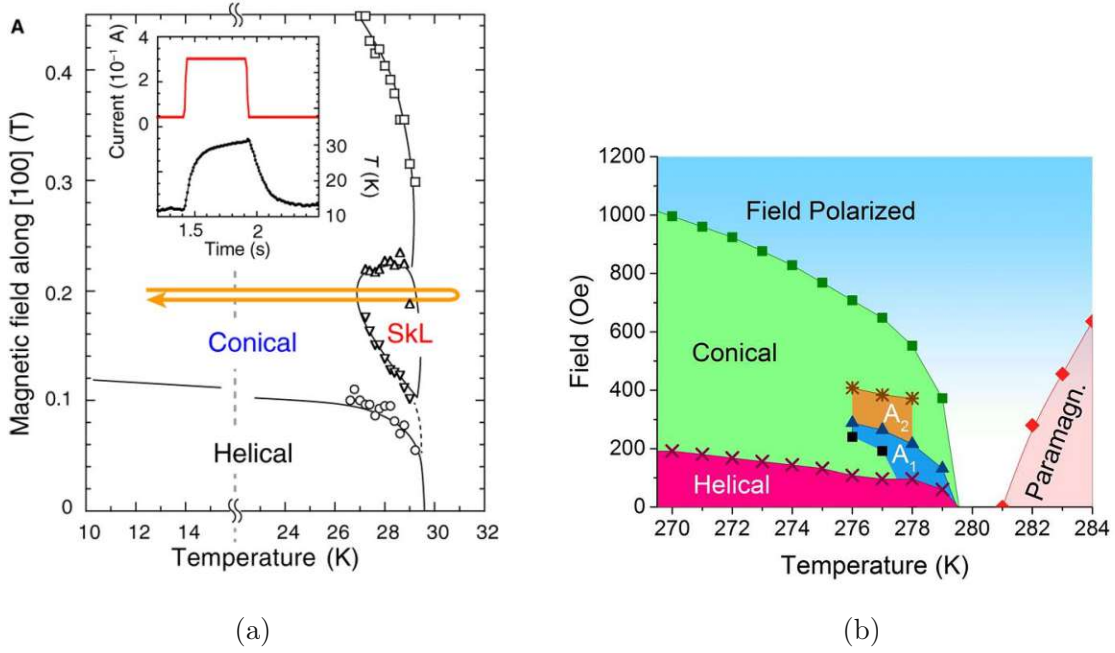 A
Magnetic field along [100] (T)
0.4
0.3
0.2
0.1
0
Current (10⁻¹ A)
4
2
0
30
20
10
T (K)
1.5
2
Time (s)
Conical
SkL
Helical
10
24
26
28
30
32
Temperature (K)
(a)
Field (Oe)
1200
1000
800
600
400
200
0
Field Polarized
Conical
A₂
A₁
Helical
Paramagn.
270
272
274
276
278
280
282
284
Temperature (K)
(b)